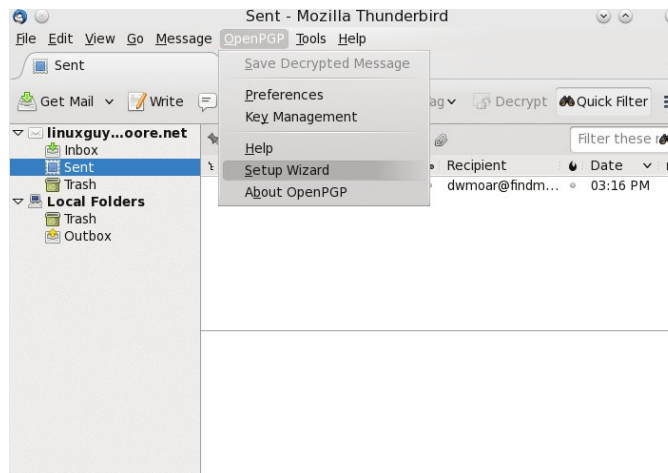 Sent - Mozilla Thunderbird
File Edit View Go Message OpenPGP Tools Help
Sent
Save Decrypted Message
Get Mail Write
Preferences
Decrypt Quick Filter
Key Management
linuxguy...oore.net
Filter these
Inbox
Help
Sent
Setup Wizard
Recipient Date
Trash
About OpenPGP
dwmoar@findm... 03:16 PM
Local Folders
Trash
Outbox